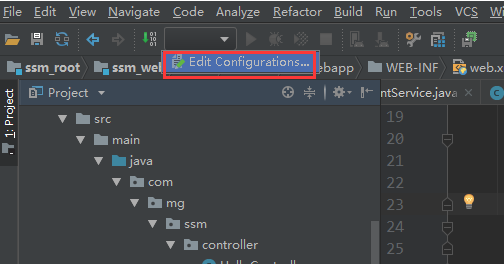 File Edit View Navigate Code Analyze Refactor Build Run Tools VCS
Edit Configurations...
ssm_root ssm_we ebapp WEB-INF web.x
1: Project
Project
ntService.java
src
main
java
com
mg
ssm
controller
19
20
21
22
23
24
25